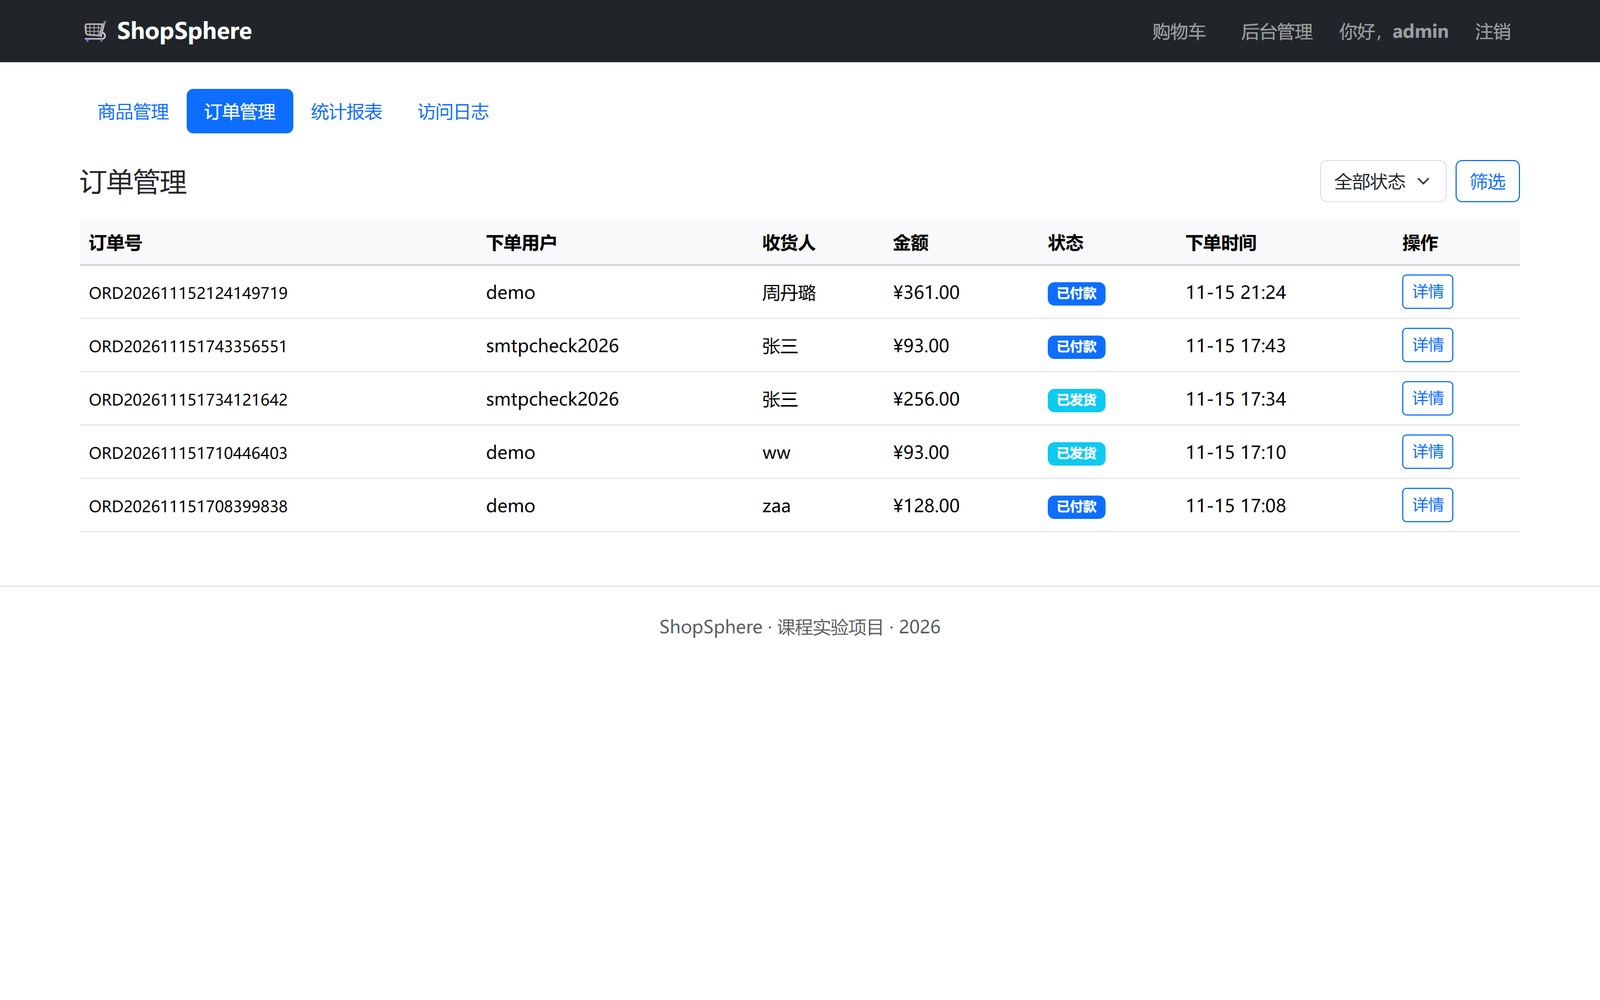 ShopSphere 购物车 后台管理 你好，admin 注销
商品管理 订单管理 统计报表 访问日志
订单管理 全部状态 筛选
订单号 下单用户 收货人 金额 状态 下单时间 操作
ORD202611152124149719 demo 周丹璐 ¥361.00 已付款 11-15 21:24 详情
ORD202611151743356551 smtpcheck2026 张三 ¥93.00 已付款 11-15 17:43 详情
ORD202611151734121642 smtpcheck2026 张三 ¥256.00 已发货 11-15 17:34 详情
ORD202611151710446403 demo ww ¥93.00 已发货 11-15 17:10 详情
ORD202611151708399838 demo zaa ¥128.00 已付款 11-15 17:08 详情
ShopSphere · 课程实验项目 · 2026